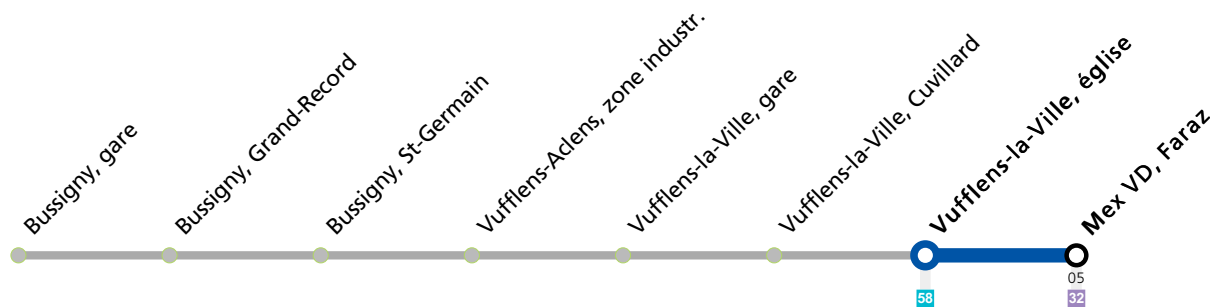 Bussigny, gare
Bussigny, Grand-Record
Bussigny, St-Germain
Vufflens-Aclens, zone industr.
Vufflens-la-Ville, gare
Vufflens-la-Ville, Cuvillard
Vufflens-la-Ville, église
Mex VD, Faraz
05
58
32